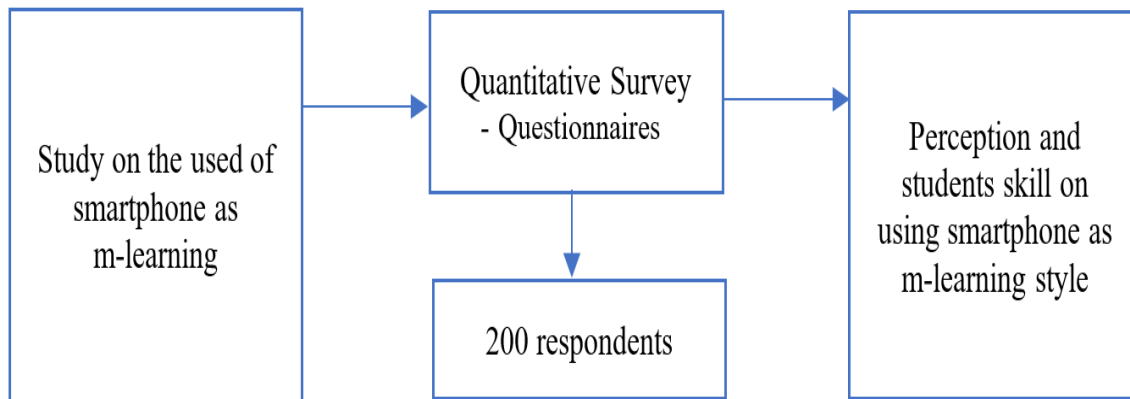 Study on the used of
smartphone as
m-learning
Quantitative Survey
- Questionnaires
200 respondents
Perception and
students skill on
using smartphone as
m-learning style